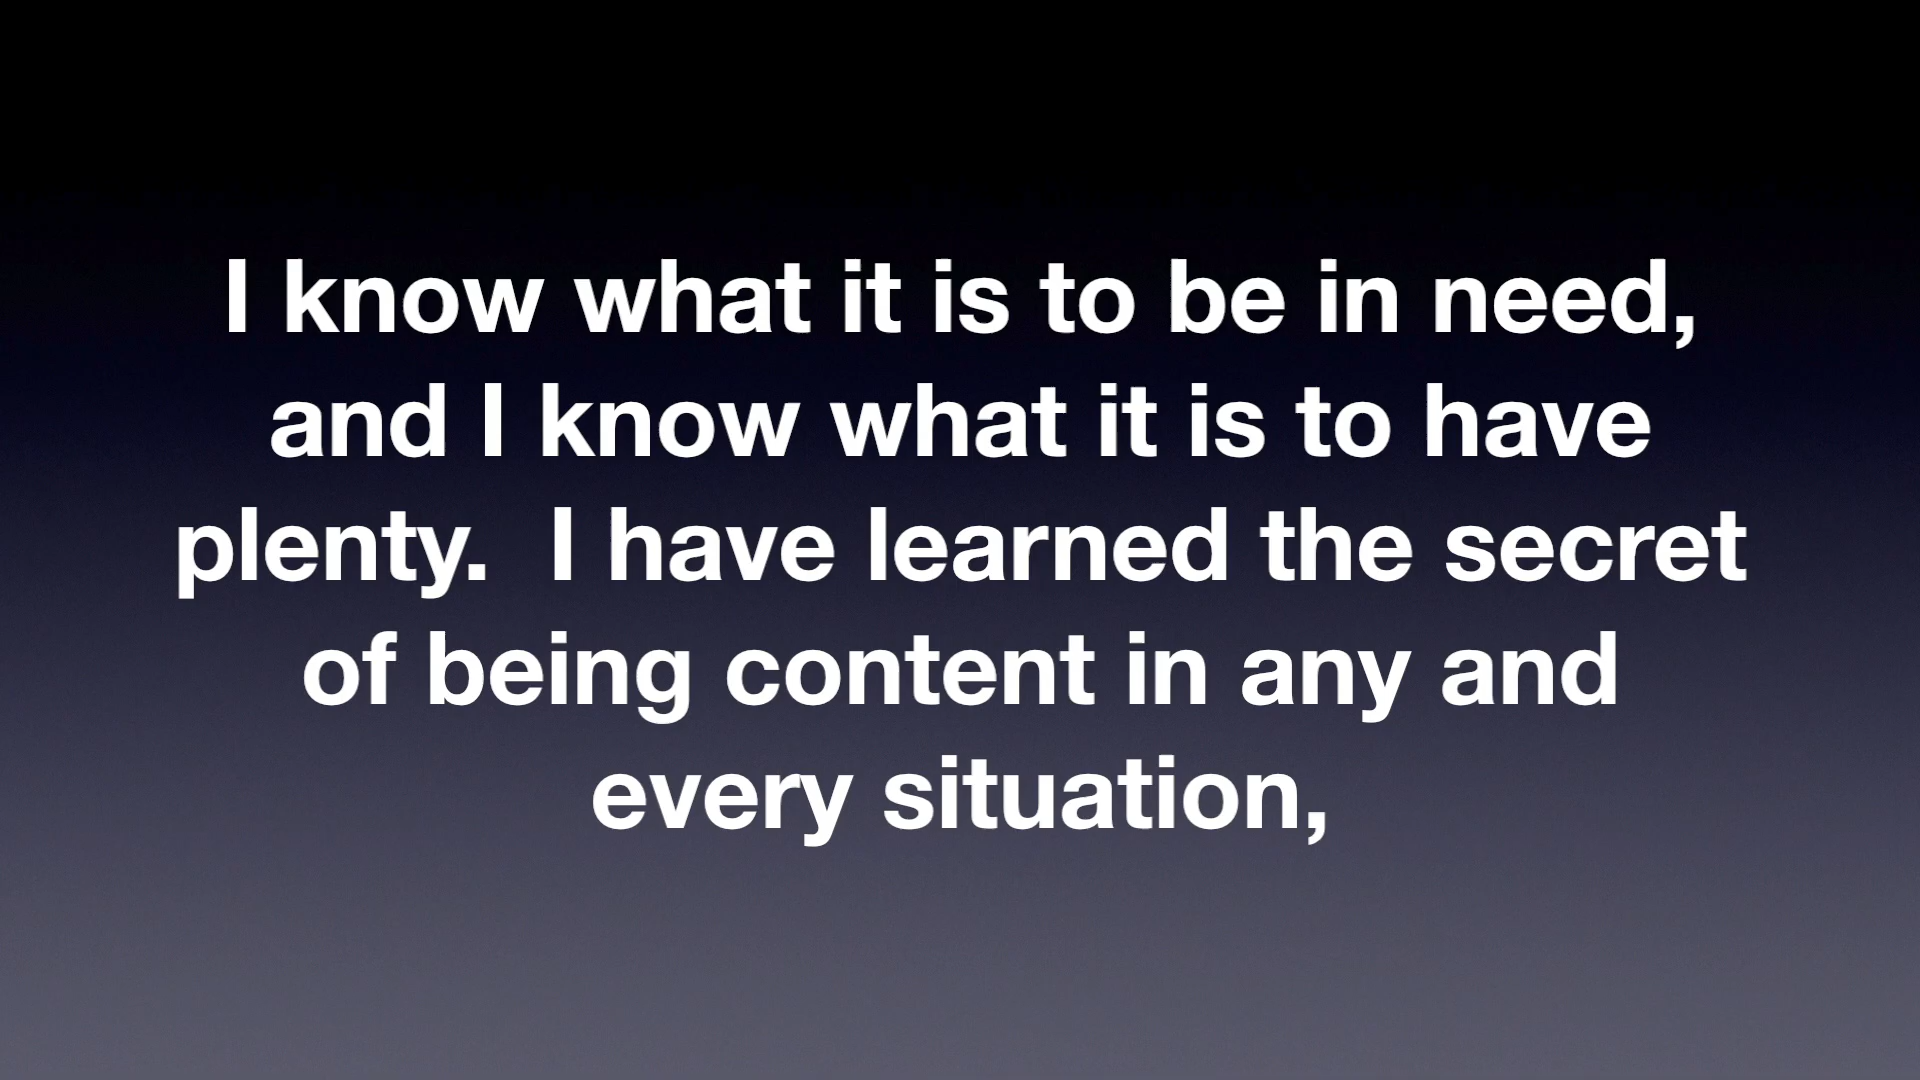 I know what it is to be in need,
and I know what it is to have
plenty.  I have learned the secret
of being content in any and
every situation,